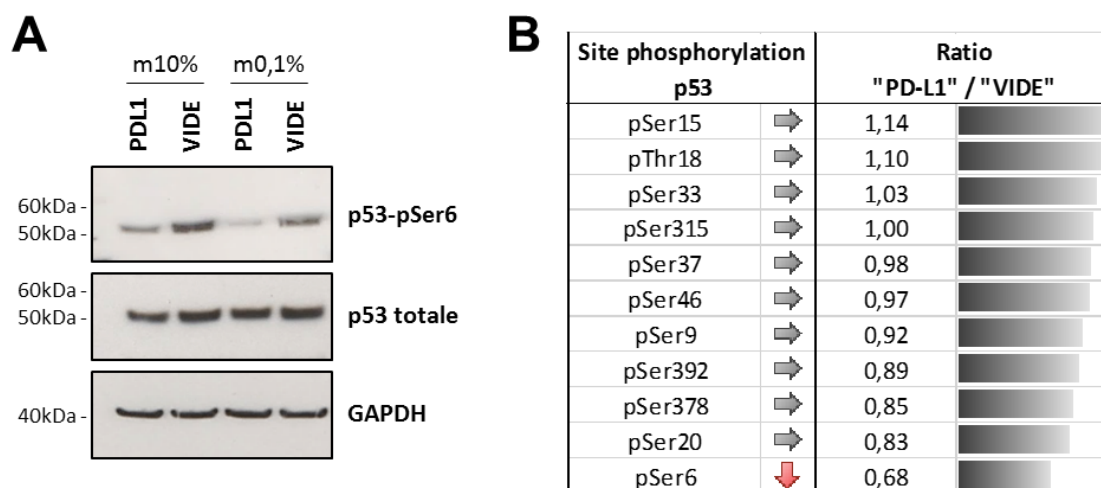 A
m10% m0,1%
PDL1 VIDE PDL1 VIDE
60kDa -
50kDa -
p53-pSer6
60kDa -
50kDa -
p53 totale
40kDa -
GAPDH
B
Site phosphorylation p53
Ratio "PD-L1" / "VIDE"
pSer15 1,14
pThr18 1,10
pSer33 1,03
pSer315 1,00
pSer37 0,98
pSer46 0,97
pSer9 0,92
pSer392 0,89
pSer378 0,85
pSer20 0,83
pSer6 0,68